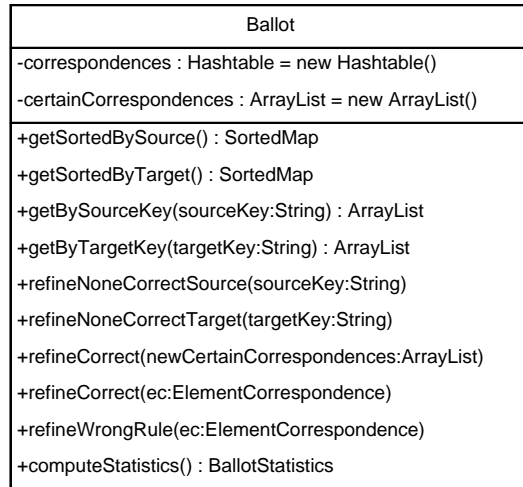 Ballot
-correspondences : Hashtable = new Hashtable()
-certainCorrespondences : ArrayList = new ArrayList()
+getSortedBySource() : SortedMap
+getSortedByTarget() : SortedMap
+getBySourceKey(sourceKey:String) : ArrayList
+getByTargetKey(targetKey:String) : ArrayList
+refineNoneCorrectSource(sourceKey:String)
+refineNoneCorrectTarget(targetKey:String)
+refineCorrect(newCertainCorrespondences:ArrayList)
+refineCorrect(ec:ElementCorrespondence)
+refineWrongRule(ec:ElementCorrespondence)
+computeStatistics() : BallotStatistics